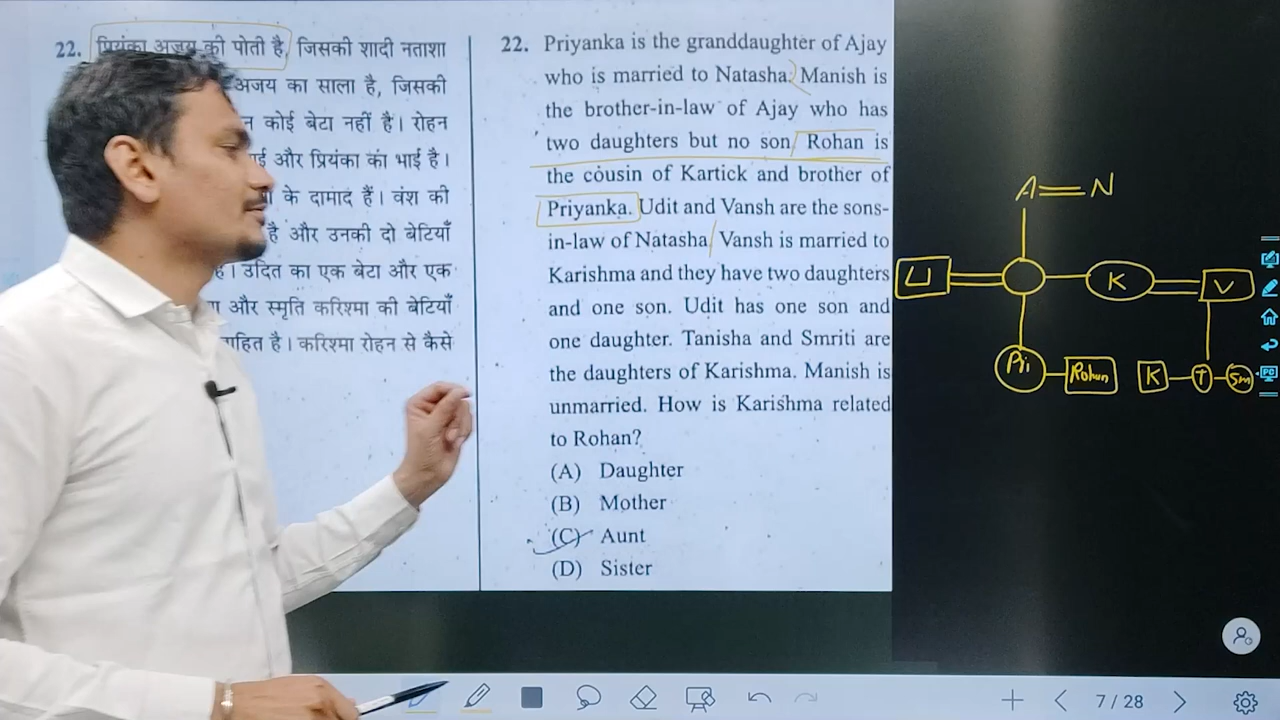 22. प्रियंका अजय की पोती है, जिसकी शादी नताशा
अजय का साला है, जिसकी
कोई बेटा नहीं है। रोहन
और प्रियंका का भाई है।
के दामाद हैं। वंश की
है और उनकी दो बेटियाँ
है। उदित का एक बेटा और एक
और स्मृति करिश्मा की बेटियाँ
है। करिश्मा रोहन से कैसे
22. Priyanka is the granddaughter of Ajay
who is married to Natasha. Manish is
the brother-in-law of Ajay who has
two daughters but no son. Rohan is
the cousin of Kartick and brother of
Priyanka. Udit and Vansh are the sons-
in-law of Natasha. Vansh is married to
Karishma and they have two daughters
and one son. Udit has one son and
one daughter. Tanisha and Smriti are
the daughters of Karishma. Manish is
unmarried. How is Karishma related
to Rohan?
(A) Daughter
(B) Mother
(C) Aunt
(D) Sister
A N
U K V
Pri Rohan K T Sm
7 / 28